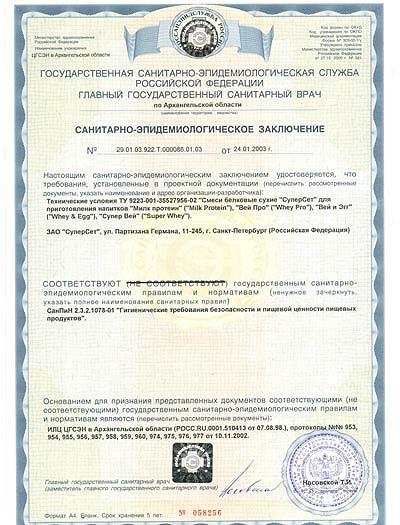 САНЭПИДСЛУЖБА РОССИИ
Министерство здравоохранения
Российской Федерации
Наименование учреждения
ЦГСЭН в Архангельской области
Код формы по ОКУД
Код учреждения по ОКПО
Медицинская документация
Форма № 303-00-1/у
Утверждена приказом
Министерства здравоохранения
Российской Федерации
от 27.10. 2000 г. № 381
ГОСУДАРСТВЕННАЯ САНИТАРНО-ЭПИДЕМИОЛОГИЧЕСКАЯ СЛУЖБА
РОССИЙСКОЙ ФЕДЕРАЦИИ
ГЛАВНЫЙ ГОСУДАРСТВЕННЫЙ САНИТАРНЫЙ ВРАЧ
по Архангельской области
(наименование территории, ведомства)
САНИТАРНО-ЭПИДЕМИОЛОГИЧЕСКОЕ ЗАКЛЮЧЕНИЕ
№ 29.01.03.922.Т.000086.01.03 от 24.01.2003 г.
Настоящим санитарно-эпидемиологическим заключением удостоверяется, что
требования, установленные в проектной документации (перечислить рассмотренные
документы, указать наименование и адрес организации-разработчика):
Технические условия ТУ 9223-001-35527956-02 "Смеси белковые сухие "СуперСет" для
приготовления напитков "Милк протеин" ("Milk Protein"), "Вей Про" ("Whey Pro"), "Вей и Эгг"
("Whey & Egg"), "Супер Вей" ("Super Whey").
ЗАО "СуперСет", ул. Партизана Германа, 11-245, г. Санкт-Петербург (Российская Федерация)
СООТВЕТСТВУЮТ (НЕ СООТВЕТСТВУЮТ) государственным санитарно-
эпидемиологическим правилам и нормативам (ненужное зачеркнуть,
указать полное наименование санитарных правил)
СанПиН 2.3.2.1078-01 "Гигиенические требования безопасности и пищевой ценности пищевых
продуктов".
Основанием для признания представленных документов соответствующими (не
соответствующими) государственным санитарно-эпидемиологическим правилам
и нормативам являются (перечислить рассмотренные документы):
ИЛЦ ЦГСЭН в Архангельской области (РОСС.RU.0001.510413 от 07.08.98.), протоколы №№ 953,
954, 955, 956, 957, 958, 959, 960, 974, 975, 976, 977 от 10.11.2002.
Главный государственный санитарный врач
(заместитель главного государственного санитарного врача)
Носовской Т.И.
№ 058256
Формат А4. Бланк. Срок хранения 5 лет.